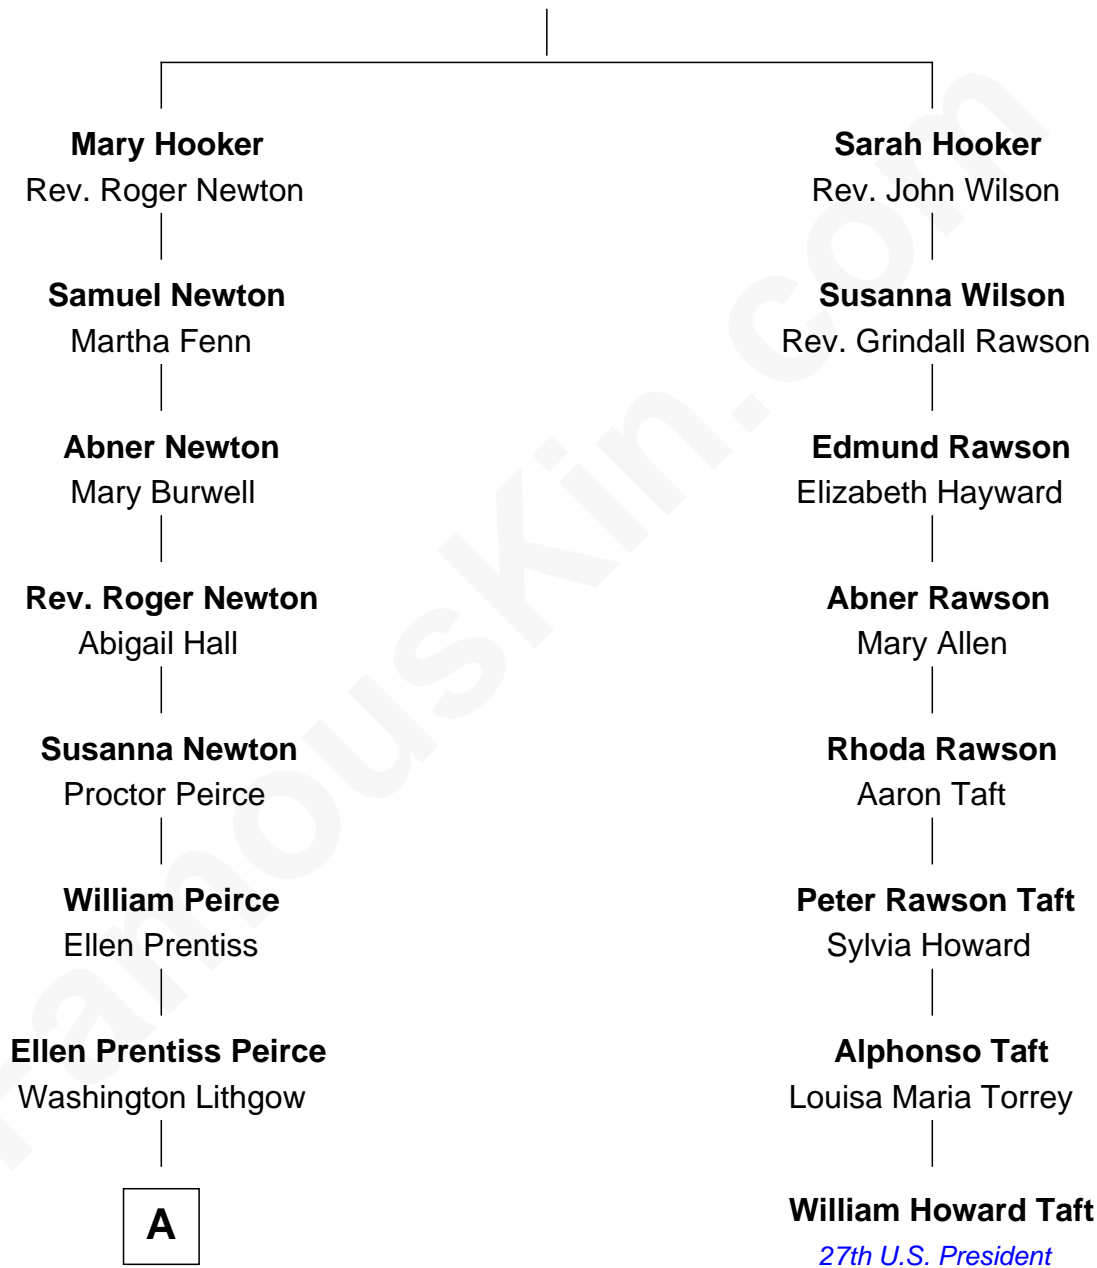 Mary Hooker
Rev. Roger Newton
Samuel Newton
Martha Fenn
Abner Newton
Mary Burwell
Rev. Roger Newton
Abigail Hall
Susanna Newton
Proctor Peirce
William Peirce
Ellen Prentiss
Ellen Prentiss Peirce
Washington Lithgow
A
Sarah Hooker
Rev. John Wilson
Susanna Wilson
Rev. Grindall Rawson
Edmund Rawson
Elizabeth Hayward
Abner Rawson
Mary Allen
Rhoda Rawson
Aaron Taft
Peter Rawson Taft
Sylvia Howard
Alphonso Taft
Louisa Maria Torrey
William Howard Taft
27th U.S. President
FamousKin.com